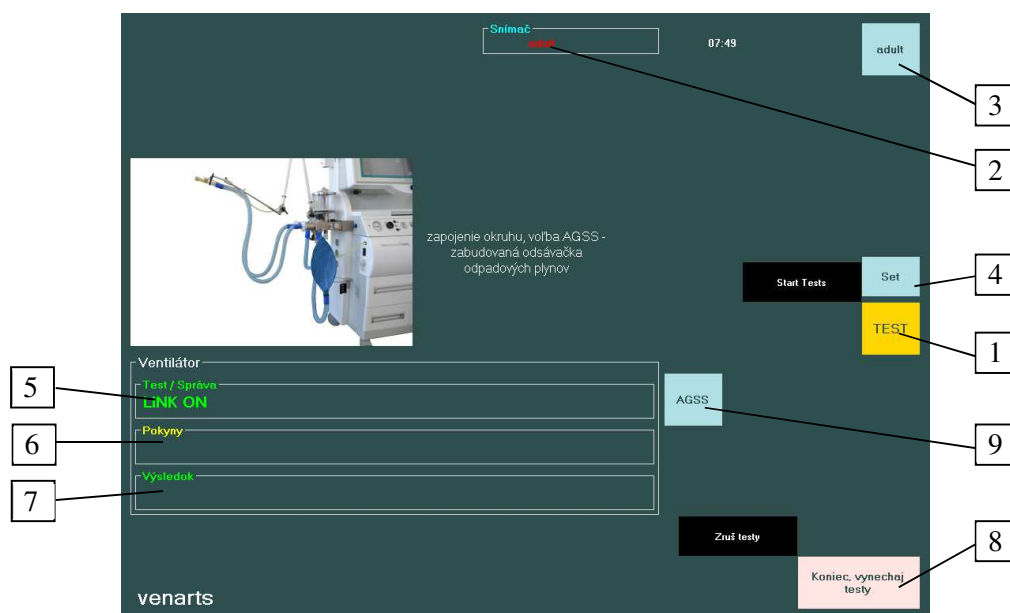 Snímač
adult
07:49
adult
3
2
zapojenie okruhu, voľba AGSS -
zabudovaná odsávačka
odpadových plynov
Start Tests
Set
4
TEST
1
Ventilátor
Test / Správa
LiNK ON
5
AGSS
Pokyny
6
9
Výsledok
7
Zruš testy
8
Koniec, vynechaj
testy
venarts